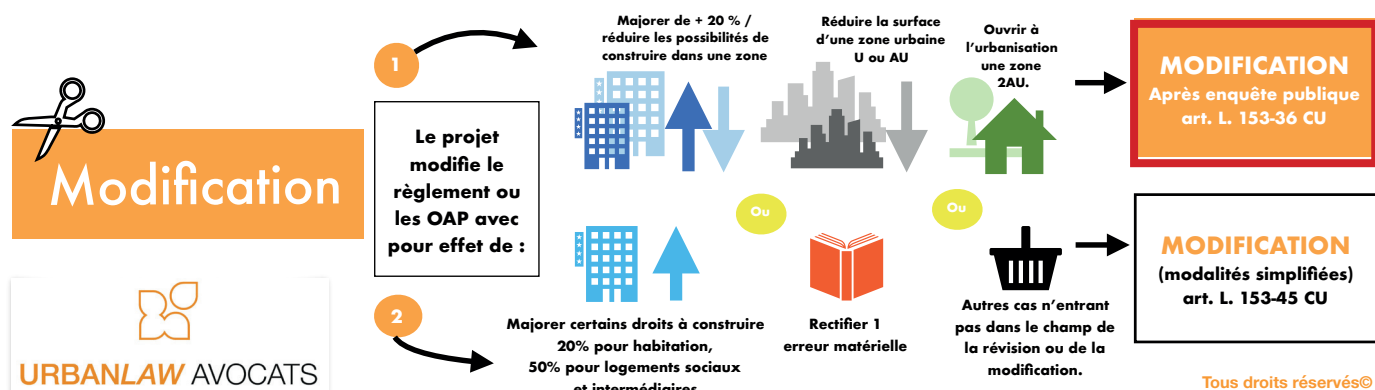 Modification
URBANLAW AVOCATS
1
Le projet
modifie le
règlement ou
les OAP avec
pour effet de :
2
Majorer de + 20 % /
réduire les possibilités de
construire dans une zone
Réduire la surface
d'une zone urbaine
U ou AU
Ouvrir à
l'urbanisation
une zone
2AU.
MODIFICATION
Après enquête publique
art. L. 153-36 CU
Ou
Ou
Majorer certains droits à construire
20% pour habitation,
50% pour logements sociaux
et intermédiaires
Rectifier 1
erreur matérielle
Autres cas n'entrant
pas dans le champ de
la révision ou de la
modification.
MODIFICATION
(modalités simplifiées)
art. L. 153-45 CU
Tous droits réservés©